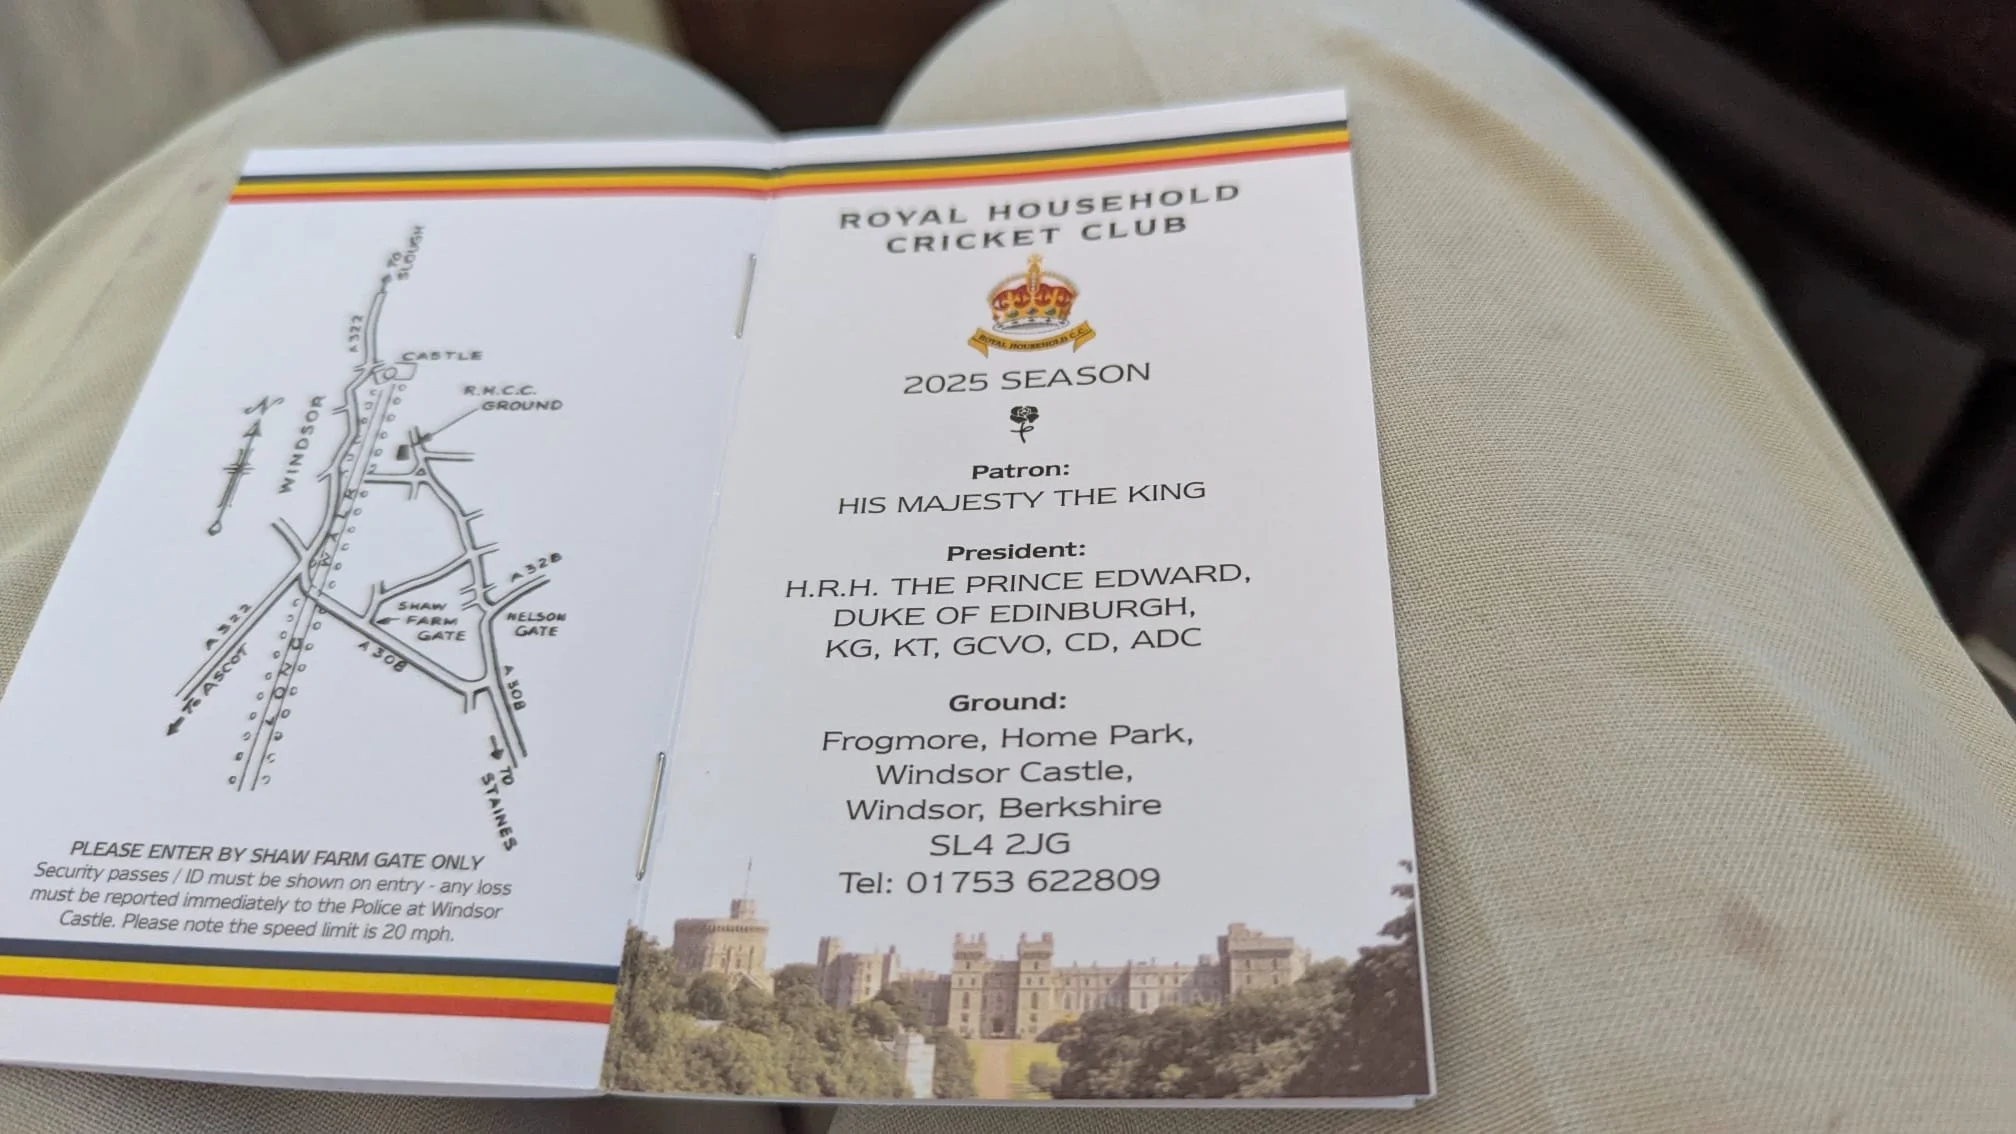 TO
SLOUGH
A322
CASTLE
R.H.C.C.
GROUND
N
WINDSOR
LONG WALK
A328
SHAW
FARM
GATE
NELSON
GATE
A322
TO ASCOT
A308
A308
TO
STAINES
PLEASE ENTER BY SHAW FARM GATE ONLY
Security passes / ID must be shown on entry - any loss
must be reported immediately to the Police at Windsor
Castle. Please note the speed limit is 20 mph.
ROYAL HOUSEHOLD
CRICKET CLUB
ROYAL HOUSEHOLD C.C.
2025 SEASON
Patron:
HIS MAJESTY THE KING
President:
H.R.H. THE PRINCE EDWARD,
DUKE OF EDINBURGH,
KG, KT, GCVO, CD, ADC
Ground:
Frogmore, Home Park,
Windsor Castle,
Windsor, Berkshire
SL4 2JG
Tel: 01753 622809